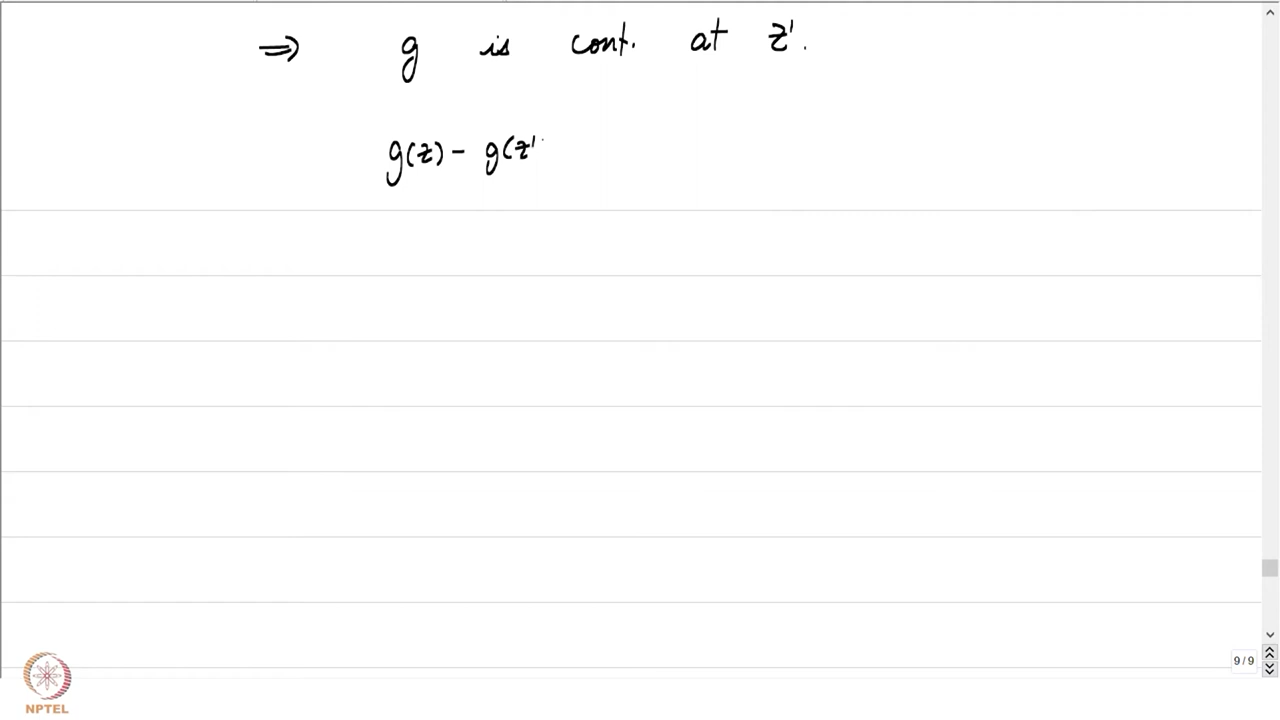 ⇒ g is cont. at z'.
g(z) - g(z'
9 / 9
NPTEL